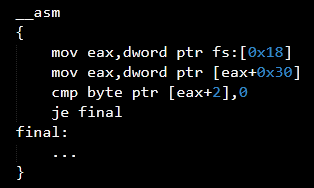 __asm
{
mov eax,dword ptr fs:[0x18]
mov eax,dword ptr [eax+0x30]
cmp byte ptr [eax+2],0
je final
final:
...
}